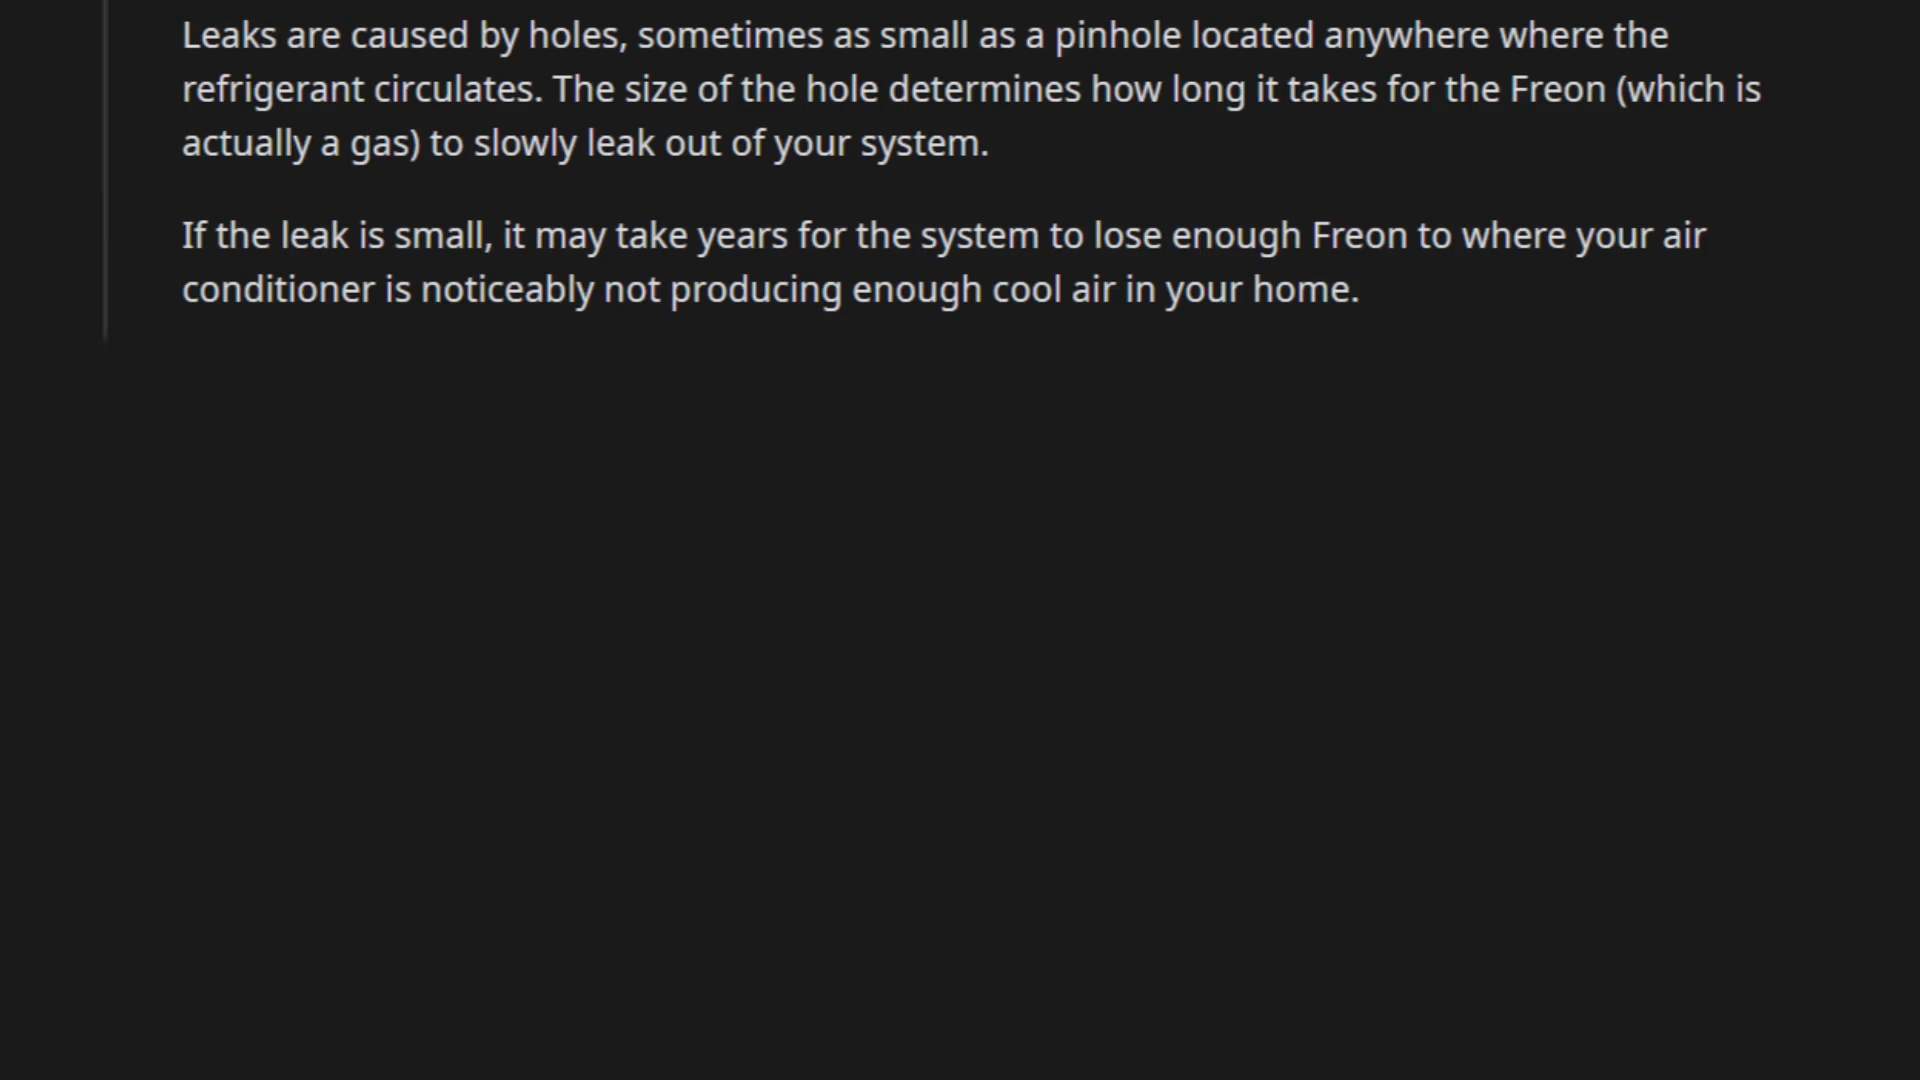 Leaks are caused by holes, sometimes as small as a pinhole located anywhere where the
refrigerant circulates. The size of the hole determines how long it takes for the Freon (which is
actually a gas) to slowly leak out of your system.
If the leak is small, it may take years for the system to lose enough Freon to where your air
conditioner is noticeably not producing enough cool air in your home.